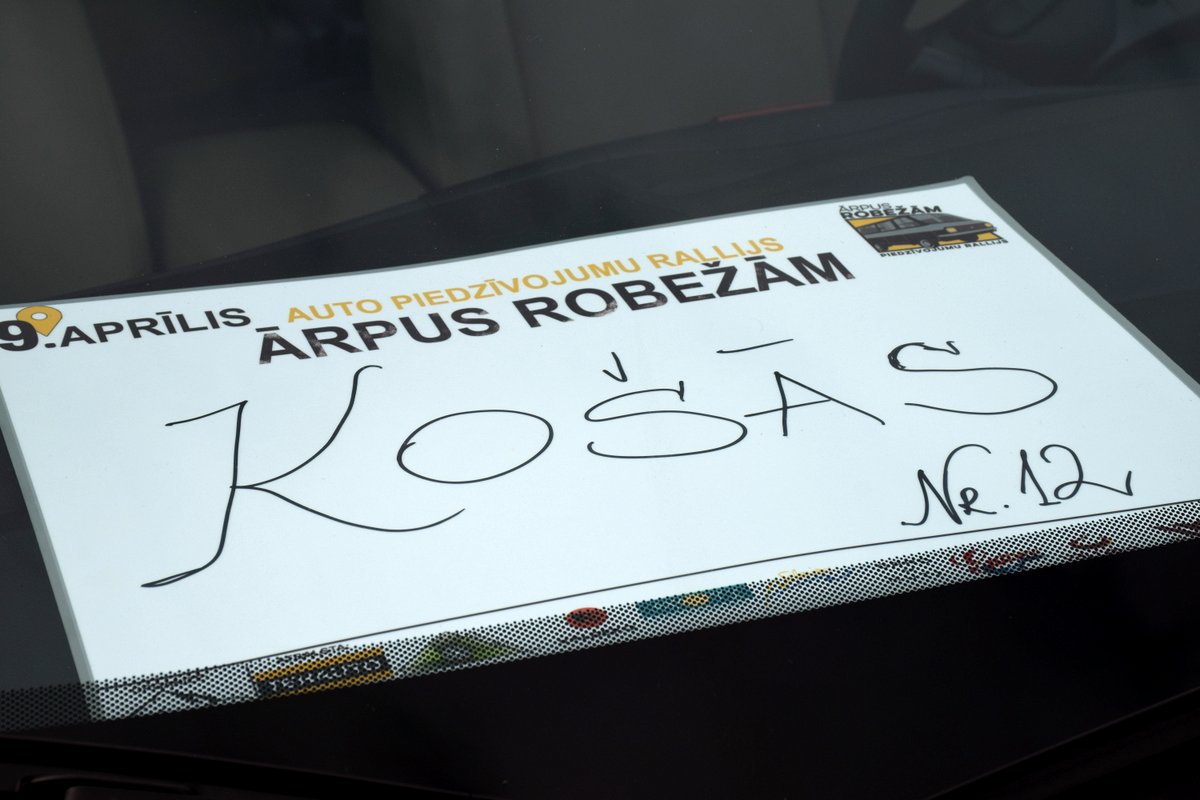 9. APRĪLIS
AUTO PIEDZĪVOJUMU RALLIJS
ĀRPUS ROBEŽĀM
ĀRPUS
ROBEŽĀM
PIEDZĪVOJUMU RALLIJS
KOŠĀS
NR. 12